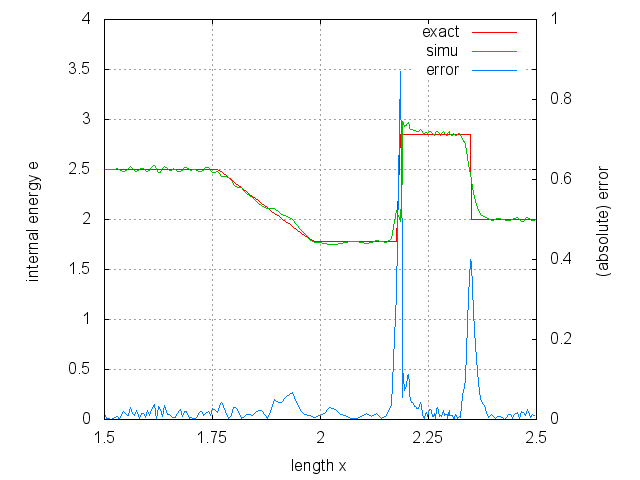 4 1
3.5 exact
simu
error
0.8
3
2.5 0.6
internal energy e
2
(absolute) error
1.5 0.4
1
0.2
0.5
0 0
1.5 1.75 2 2.25 2.5
length x